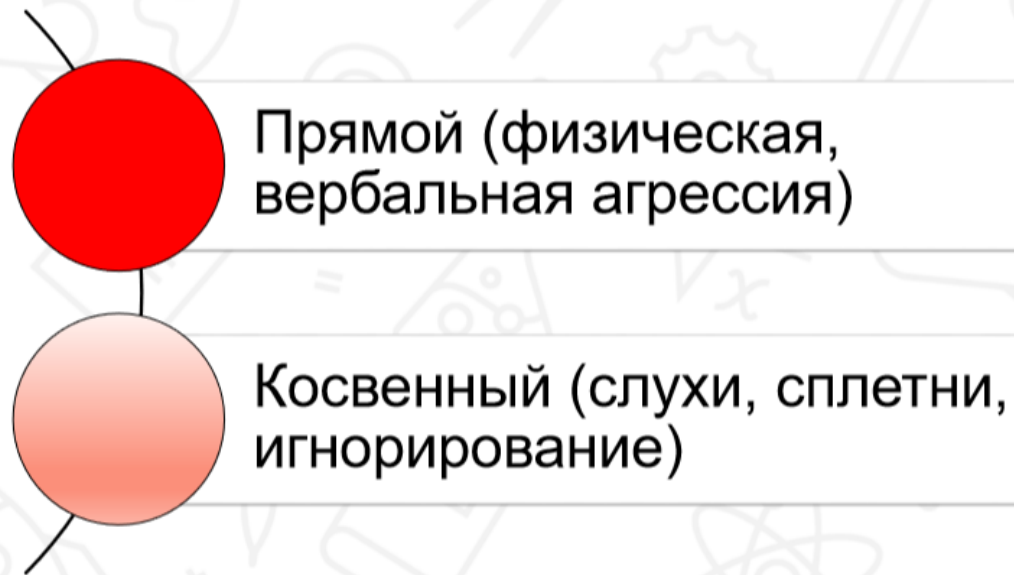 Прямой (физическая,
вербальная агрессия)
Косвенный (слухи, сплетни,
игнорирование)